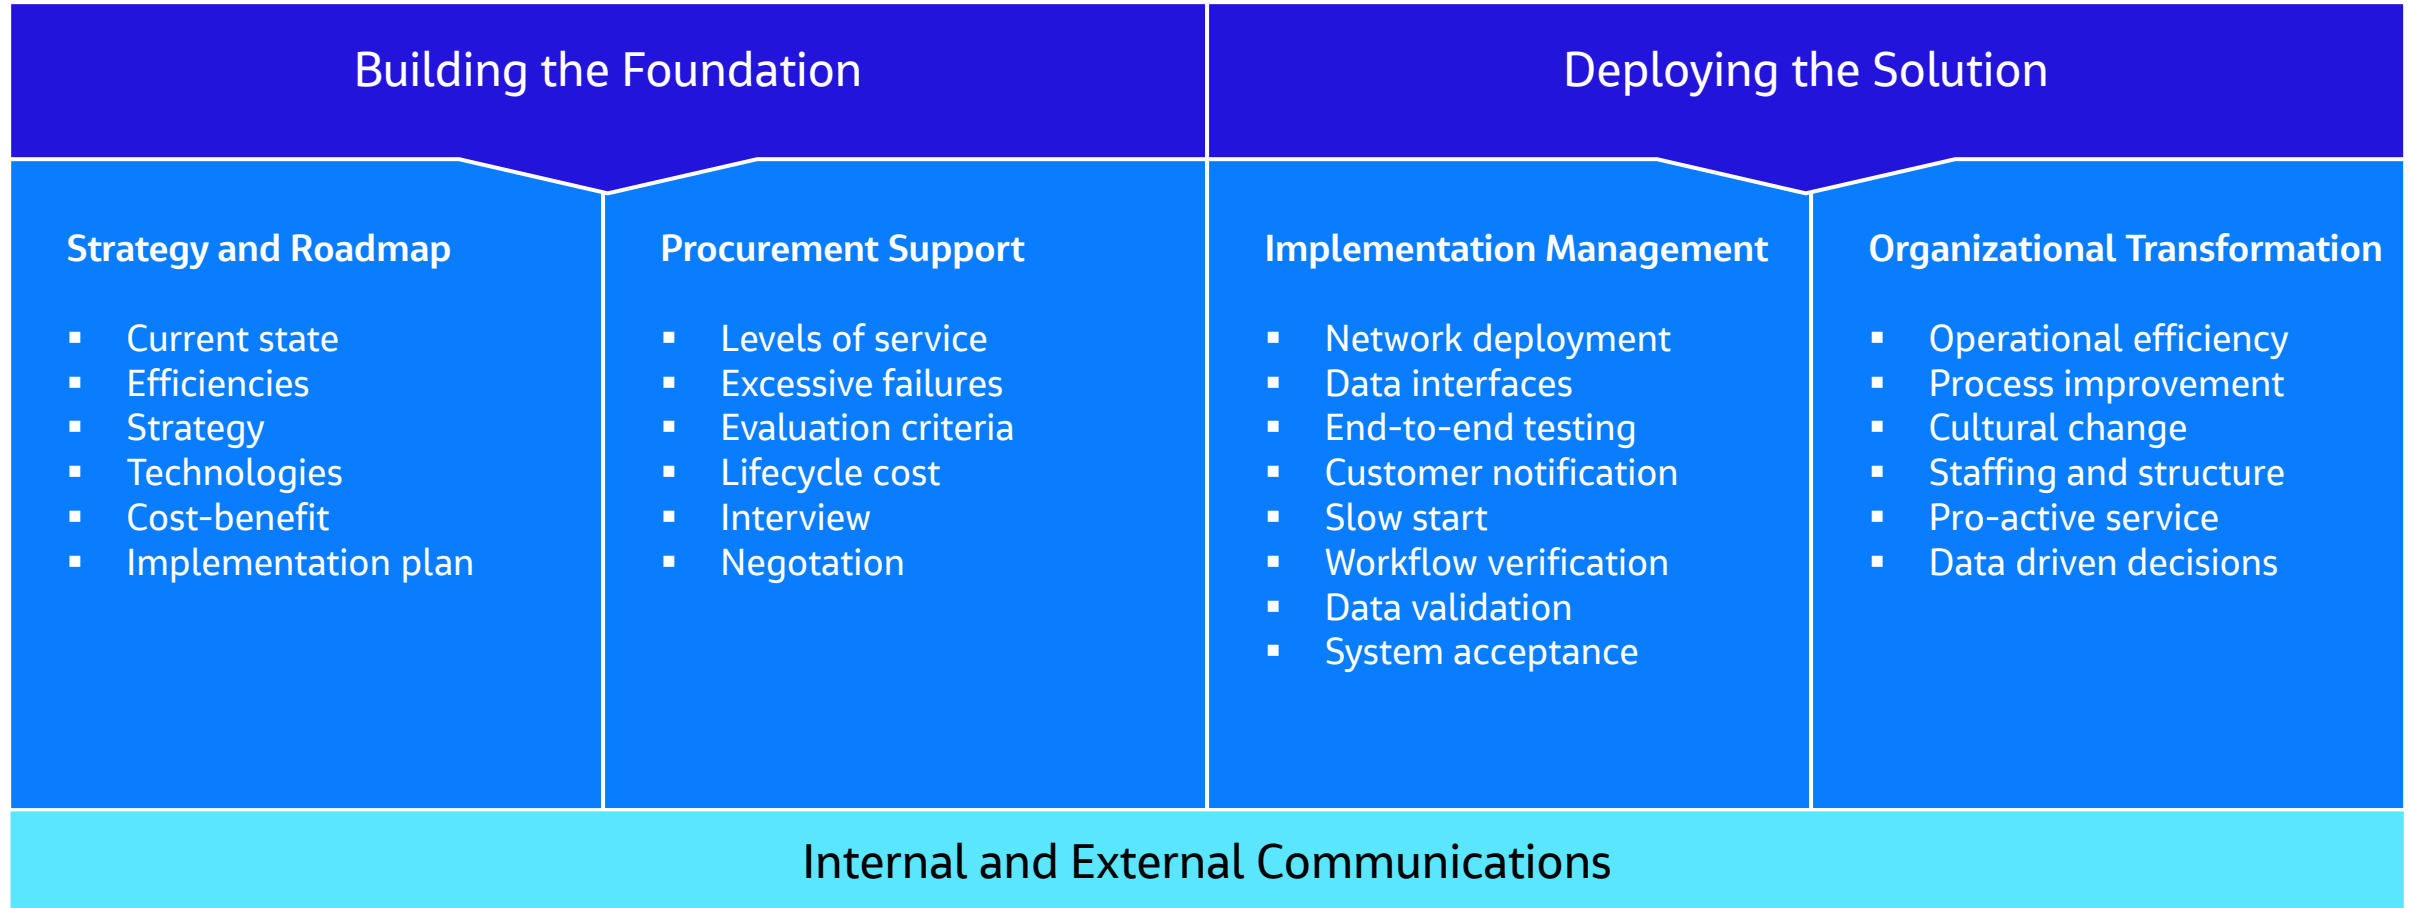 Building the Foundation
Deploying the Solution
Strategy and Roadmap
▪ Current state
▪ Efficiencies
▪ Strategy
▪ Technologies
▪ Cost-benefit
▪ Implementation plan
Procurement Support
▪ Levels of service
▪ Excessive failures
▪ Evaluation criteria
▪ Lifecycle cost
▪ Interview
▪ Negotation
Implementation Management
▪ Network deployment
▪ Data interfaces
▪ End-to-end testing
▪ Customer notification
▪ Slow start
▪ Workflow verification
▪ Data validation
▪ System acceptance
Organizational Transformation
▪ Operational efficiency
▪ Process improvement
▪ Cultural change
▪ Staffing and structure
▪ Pro-active service
▪ Data driven decisions
Internal and External Communications